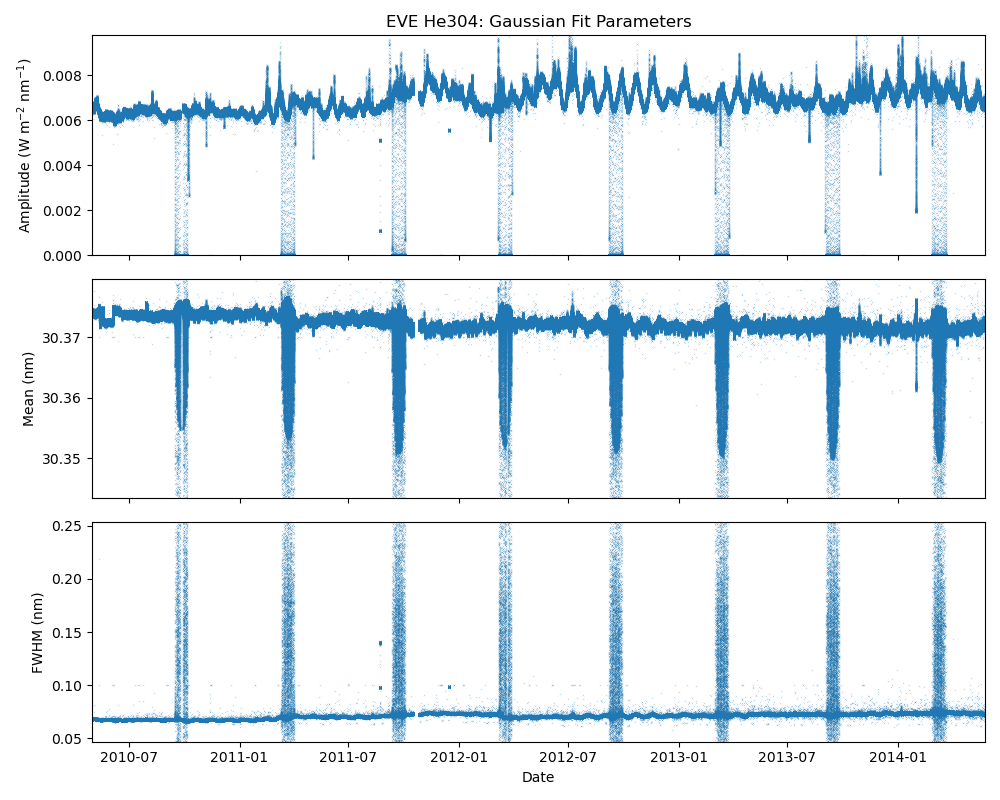 EVE He304: Gaussian Fit Parameters
Amplitude (W m⁻² nm⁻¹)
0.008
0.006
0.004
0.002
0.000
Mean (nm)
30.37
30.36
30.35
FWHM (nm)
0.25
0.20
0.15
0.10
0.05
2010-07 2011-01 2011-07 2012-01 2012-07 2013-01 2013-07 2014-01
Date